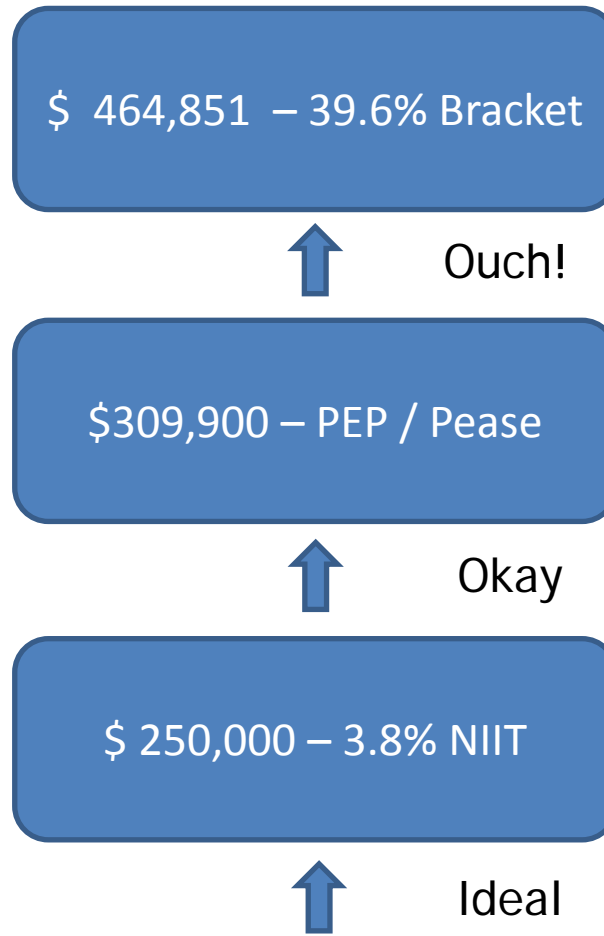 $ 464,851 – 39.6% Bracket
Ouch!
$309,900 – PEP / Pease
Okay
$ 250,000 – 3.8% NIIT
Ideal